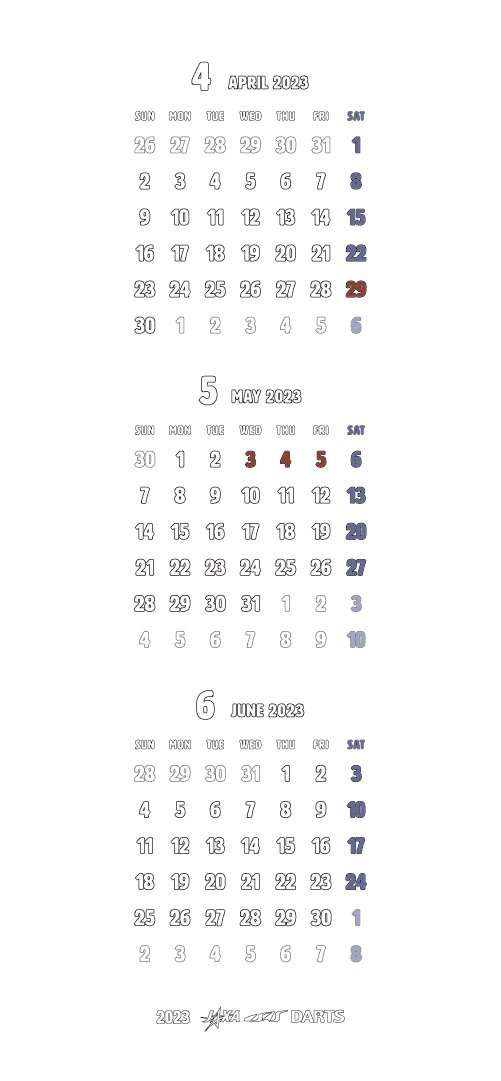 4 APRIL 2023
SUN MON TUE WED THU FRI SAT
26 27 28 29 30 31 1
2 3 4 5 6 7 8
9 10 11 12 13 14 15
16 17 18 19 20 21 22
23 24 25 26 27 28 29
30 1 2 3 4 5 6
5 MAY 2023
SUN MON TUE WED THU FRI SAT
30 1 2 3 4 5 6
7 8 9 10 11 12 13
14 15 16 17 18 19 20
21 22 23 24 25 26 27
28 29 30 31 1 2 3
4 5 6 7 8 9 10
6 JUNE 2023
SUN MON TUE WED THU FRI SAT
28 29 30 31 1 2 3
4 5 6 7 8 9 10
11 12 13 14 15 16 17
18 19 20 21 22 23 24
25 26 27 28 29 30 1
2 3 4 5 6 7 8
2023 JAXA DARTS